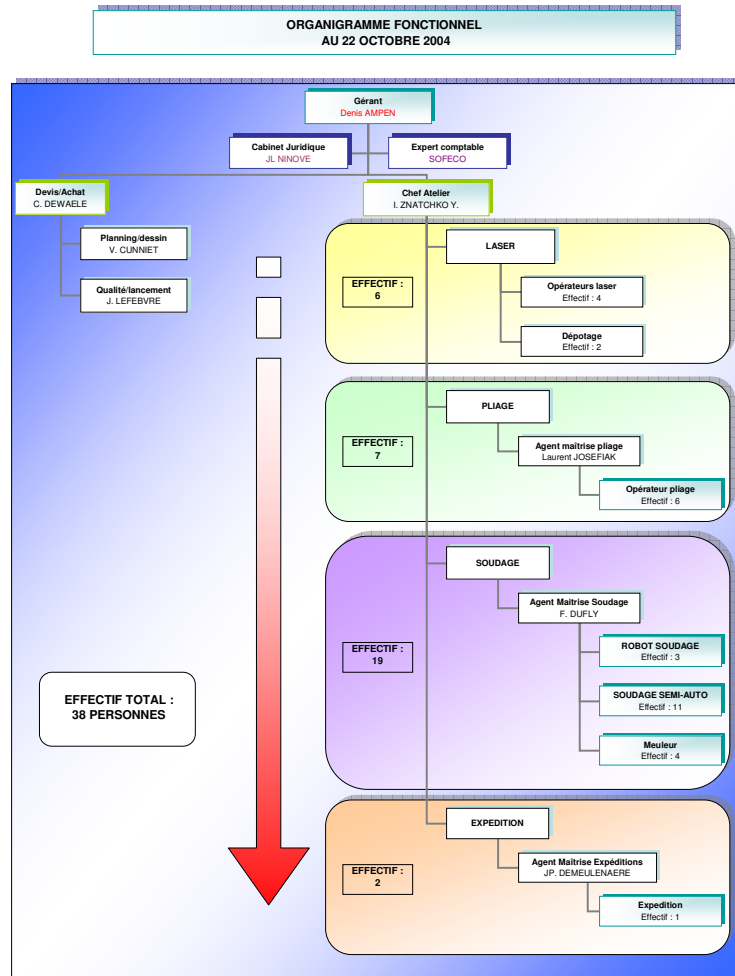 ORGANIGRAMME FONCTIONNEL
AU 22 OCTOBRE 2004
Gérant
Denis AMPEN
Cabinet Juridique
JL NINOVE
Expert comptable
SOFECO
Devis/Achat
C. DEWAELE
Chef Atelier
I. ZNATCHKO Y.
Planning/dessin
V. CUNNIET
Qualité/lancement
J. LEFEBVRE
EFFECTIF :
6
LASER
Opérateurs laser
Effectif : 4
Dépotage
Effectif : 2
EFFECTIF :
7
PLIAGE
Agent maîtrise pliage
Laurent JOSEFIAK
Opérateur pliage
Effectif : 6
EFFECTIF :
19
SOUDAGE
Agent Maitrise Soudage
F. DUFLY
ROBOT SOUDAGE
Effectif : 3
SOUDAGE SEMI-AUTO
Effectif : 11
Meuleur
Effectif : 4
EFFECTIF TOTAL :
38 PERSONNES
EFFECTIF :
2
EXPEDITION
Agent Maîtrise Expéditions
JP. DEMEULENAERE
Expedition
Effectif : 1